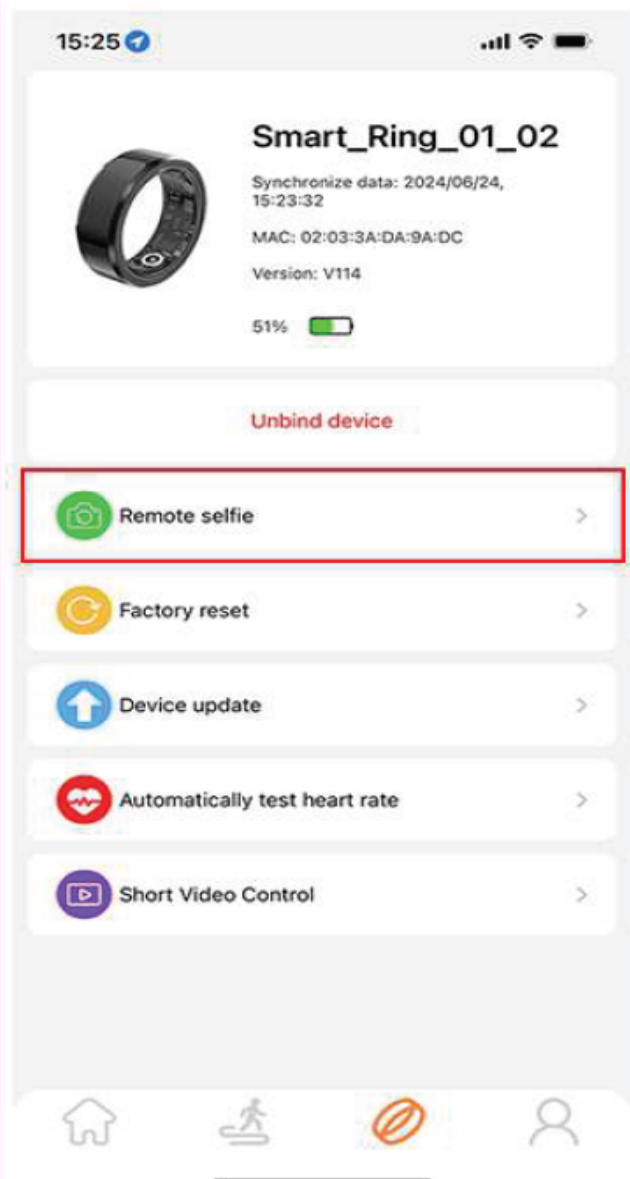 15:25
Smart_Ring_01_02
Synchronize data: 2024/06/24,
15:23:32
MAC: 02:03:3A:DA:9A:DC
Version: V114
51%
Unbind device
Remote selfie
Factory reset
Device update
Automatically test heart rate
Short Video Control